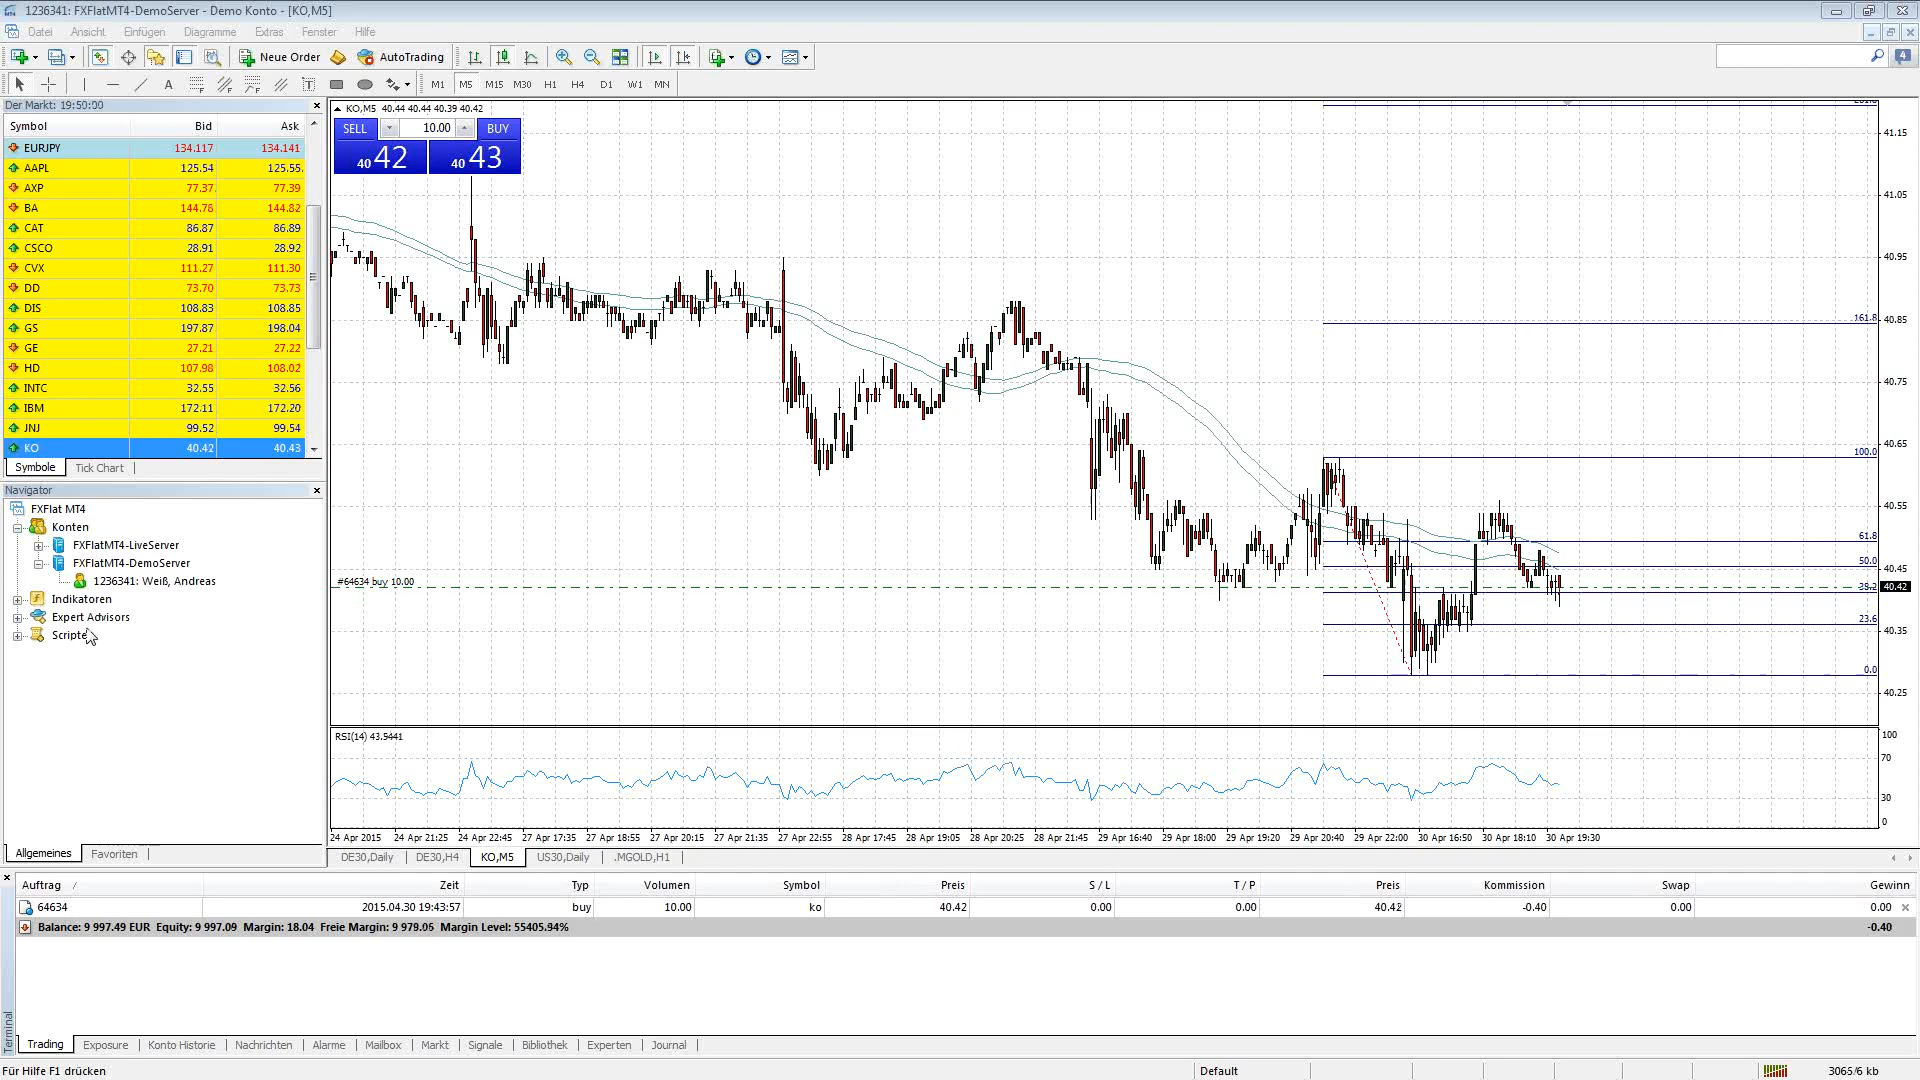 1236341: FXFlatMT4-DemoServer - Demo Konto - [KO,M5]
Datei Ansicht Einfügen Diagramme Extras Fenster Hilfe
Neue Order AutoTrading
4
A T M1 M5 M15 M30 H1 H4 D1 W1 MN
Der Markt: 19:50:00
Symbol Bid Ask
EURJPY 134.117 134.141
AAPL 125.54 125.55
AXP 77.37 77.39
BA 144.76 144.82
CAT 86.87 86.89
CSCO 28.91 28.92
CVX 111.27 111.30
DD 73.70 73.73
DIS 108.83 108.85
GS 197.87 198.04
GE 27.21 27.22
HD 107.98 108.02
INTC 32.55 32.56
IBM 172.11 172.20
JNJ 99.52 99.54
KO 40.42 40.43
Symbole Tick Chart
Navigator
FXFlat MT4
Konten
FXFlatMT4-LiveServer
FXFlatMT4-DemoServer
1236341: Weiß, Andreas
Indikatoren
Expert Advisors
Scripte
Allgemeines Favoriten
KO,M5 40.44 40.44 40.39 40.42
SELL 10.00 BUY
40 42 40 43
#64634 buy 10.00
161.8
100.0
61.8
50.0
38.2
23.6
0.0
41.15
41.05
40.95
40.85
40.75
40.65
40.55
40.45
40.42
40.35
40.25
RSI(14) 43.5441
100
70
30
0
24 Apr 2015 24 Apr 21:25 24 Apr 22:45 27 Apr 17:35 27 Apr 18:55 27 Apr 20:15 27 Apr 21:35 27 Apr 22:55 28 Apr 17:45 28 Apr 19:05 28 Apr 20:25 28 Apr 21:45 29 Apr 16:40 29 Apr 18:00 29 Apr 19:20 29 Apr 20:40 29 Apr 22:00 30 Apr 16:50 30 Apr 18:10 30 Apr 19:30
DE30,Daily DE30,H4 KO,M5 US30,Daily .MGOLD,H1
Auftrag / Zeit Typ Volumen Symbol Preis S / L T / P Preis Kommission Swap Gewinn
64634 2015.04.30 19:43:57 buy 10.00 ko 40.42 0.00 0.00 40.42 -0.40 0.00 0.00
Balance: 9 997.49 EUR Equity: 9 997.09 Margin: 18.04 Freie Margin: 9 979.05 Margin Level: 55405.94% -0.40
Terminal
Trading Exposure Konto Historie Nachrichten Alarme Mailbox Markt Signale Bibliothek Experten Journal
Für Hilfe F1 drücken Default 3065/6 kb